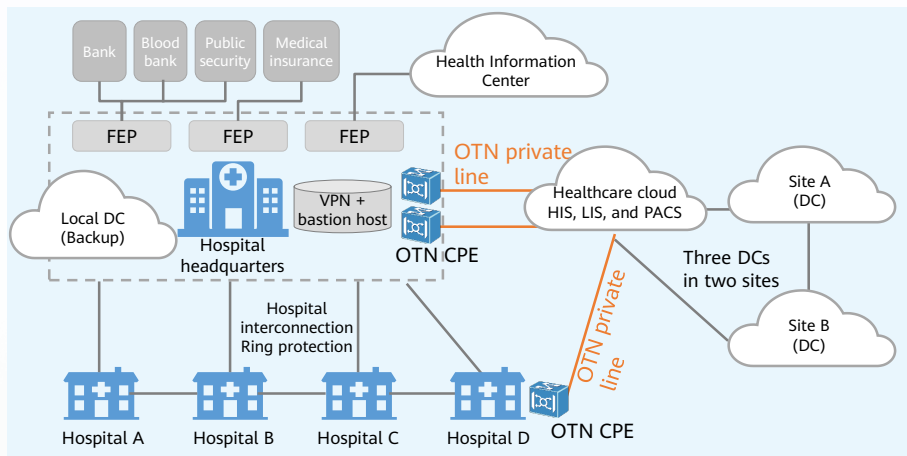 Bank
Blood
bank
Public
security
Medical
insurance
Health Information
Center
FEP
FEP
FEP
OTN private
line
VPN +
bastion host
Healthcare cloud
HIS, LIS, and PACS
Site A
(DC)
Local DC
(Backup)
Hospital
headquarters
OTN CPE
Three DCs
in two sites
Hospital
interconnection
Ring protection
OTN private
line
Site B
(DC)
Hospital A
Hospital B
Hospital C
Hospital D
OTN CPE